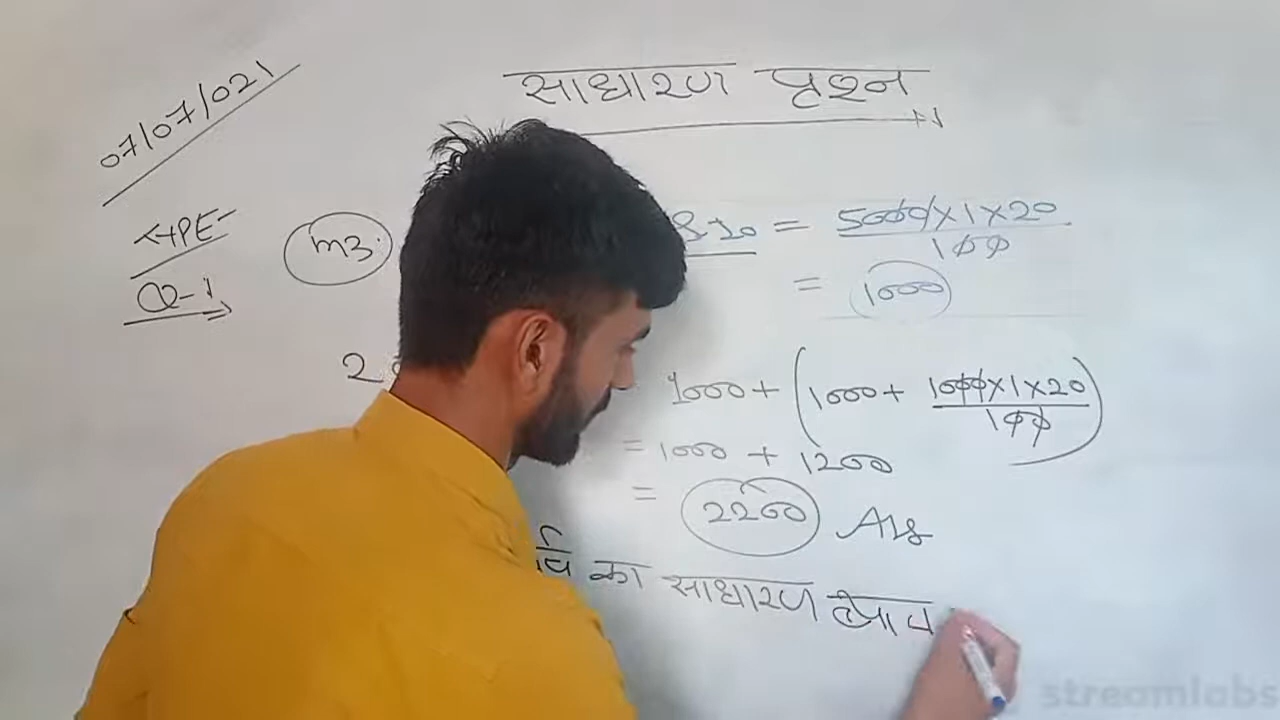 07/07/021
साधारण प्रश्न
TYPE-
Q-1
m3.
= 5000×1×20
100
= 1000
2
1000+(1000+ 1000×1×20
100)
= 1000 + 1200
= 2200 Ans
का साधारण ब्याज
streamlabs